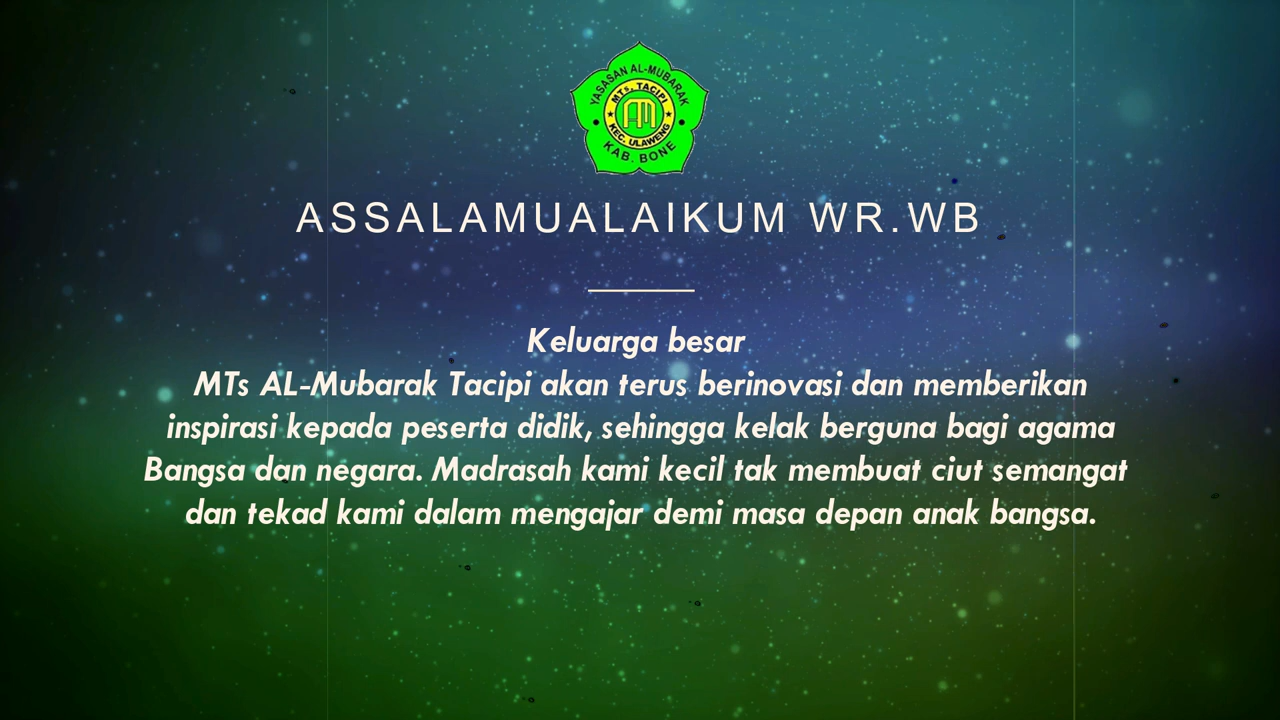 YASASAN AL-MUBARAK
MTs. TACIPI
AM
KEC. ULAWENG
KAB. BONE
ASSALAMUALAIKUM WR.WB
Keluarga besar
MTs AL-Mubarak Tacipi akan terus berinovasi dan memberikan
inspirasi kepada peserta didik, sehingga kelak berguna bagi agama
Bangsa dan negara. Madrasah kami kecil tak membuat ciut semangat
dan tekad kami dalam mengajar demi masa depan anak bangsa.